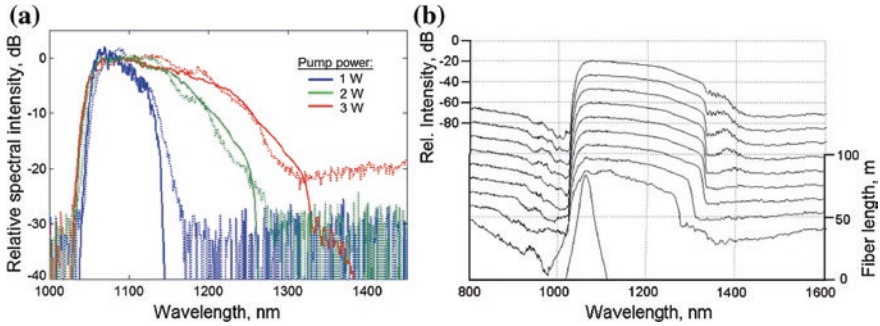 (a)
Relative spectral intensity, dB
0
-10
-20
-30
-40
Pump power:
1 W
2 W
3 W
1000
1100
1200
1300
1400
Wavelength, nm
(b)
Rel. Intensity, dB
0
-20
-40
-60
-80
100
50
0
Fiber length, m
800
1000
1200
1400
1600
Wavelength, nm